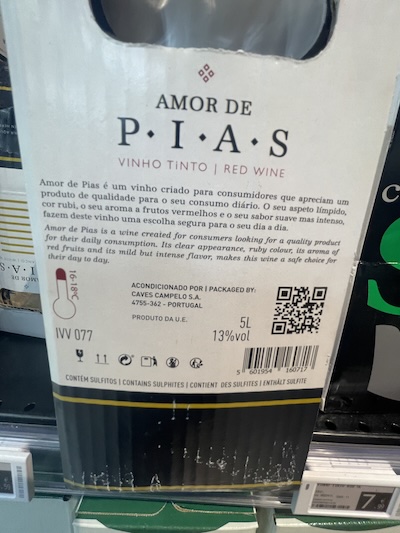 AMOR DE
P·I·A·S
VINHO TINTO | RED WINE
Amor de Pias é um vinho criado para consumidores que apreciam um
produto de qualidade para o seu consumo diário. O seu aspeto límpido,
cor rubi, o seu aroma a frutos vermelhos e o seu sabor suave mas intenso,
fazem deste vinho uma escolha segura para o seu dia a dia.
Amor de Pias is a wine created for consumers looking for a quality product
for their daily consumption. Its clear appearance, ruby colour, its aroma of
red fruits and its mild but intense flavor, makes this wine a safe choice for
their day to day.
16-18ºC
ACONDICIONADO POR | PACKAGED BY:
CAVES CAMPELO S.A.
4755-362 - PORTUGAL
PRODUTO DA U.E.
IVV 077
5L
13%vol
11
5 601954 160717
CONTÉM SULFITOS | CONTAINS SULPHITES | CONTIENT DES SULFITES | ENTHÄLT SULFITE
7